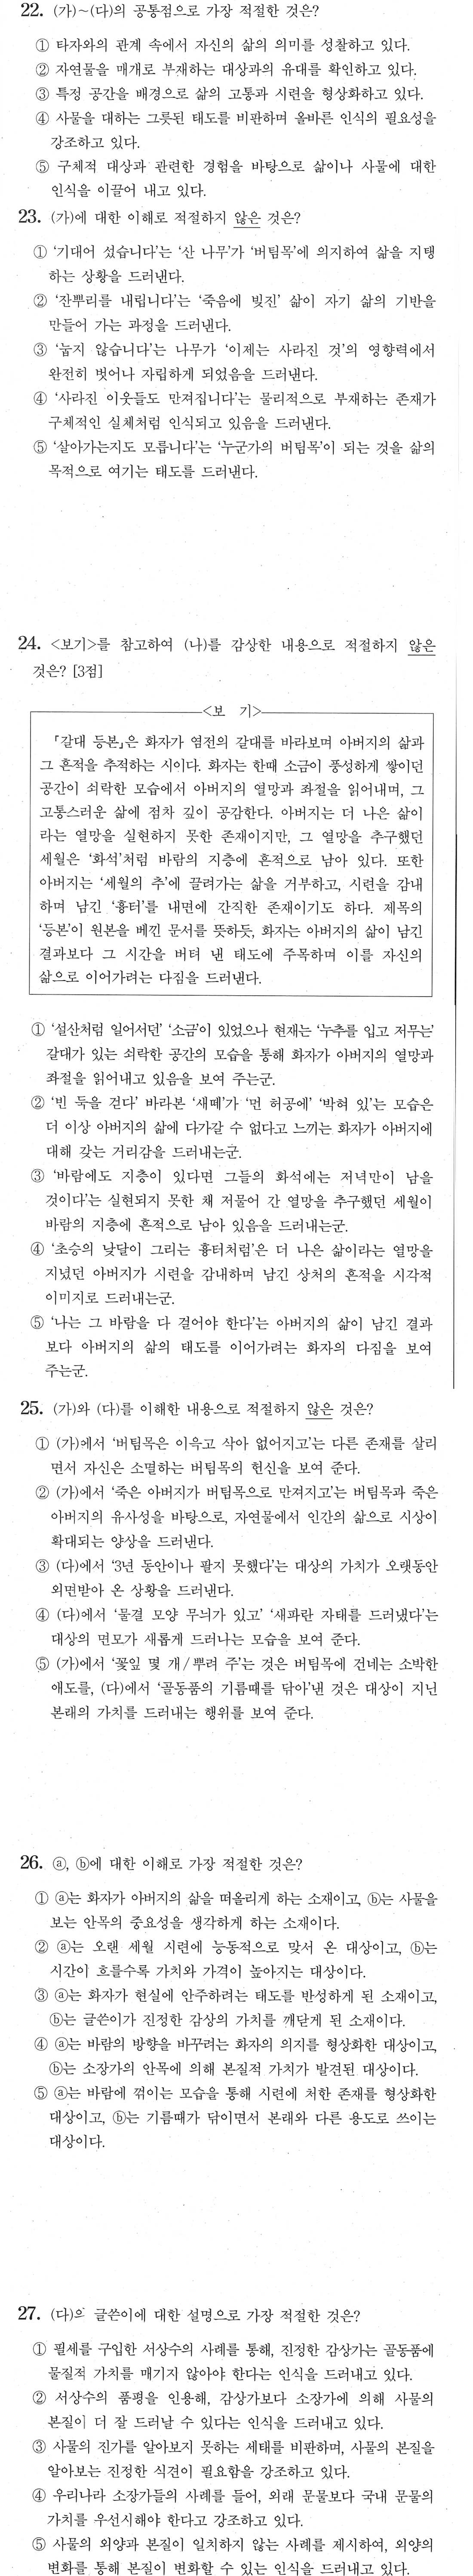 22. (가)~(다)의 공통점으로 가장 적절한 것은?
① 타자와의 관계 속에서 자신의 삶의 의미를 성찰하고 있다.
② 자연물을 매개로 부재하는 대상과의 유대를 확인하고 있다.
③ 특정 공간을 배경으로 삶의 고통과 시련을 형상화하고 있다.
④ 사물을 대하는 그릇된 태도를 비판하며 올바른 인식의 필요성을
강조하고 있다.
⑤ 구체적 대상과 관련한 경험을 바탕으로 삶이나 사물에 대한
인식을 이끌어 내고 있다.
23. (가)에 대한 이해로 적절하지 않은 것은?
① ‘기대어 섰습니다’는 ‘산 나무’가 ‘버팀목’에 의지하여 삶을 지탱
하는 상황을 드러낸다.
② ‘잔뿌리를 내립니다’는 ‘죽음에 빚진’ 삶이 자기 삶의 기반을
만들어 가는 과정을 드러낸다.
③ ‘눕지 않습니다’는 나무가 ‘이제는 사라진 것’의 영향력에서
완전히 벗어나 자립하게 되었음을 드러낸다.
④ ‘사라진 이웃들도 만져집니다’는 물리적으로 부재하는 존재가
구체적인 실체처럼 인식되고 있음을 드러낸다.
⑤ ‘살아가는지도 모릅니다’는 ‘누군가의 버팀목’이 되는 것을 삶의
목적으로 여기는 태도를 드러낸다.
24. <보기>를 참고하여 (나)를 감상한 내용으로 적절하지 않은
것은? [3점]
<보 기>
「갈대 등본」은 화자가 염전의 갈대를 바라보며 아버지의 삶과
그 흔적을 추적하는 시이다. 화자는 한때 소금이 풍성하게 쌓이던
공간이 쇠락한 모습에서 아버지의 열망과 좌절을 읽어내며, 그
고통스러운 삶에 점차 깊이 공감한다. 아버지는 더 나은 삶이
라는 열망을 실현하지 못한 존재이지만, 그 열망을 추구했던
세월은 ‘화석’처럼 바람의 지층에 흔적으로 남아 있다. 또한
아버지는 ‘세월의 추’에 끌려가는 삶을 거부하고, 시련을 감내
하며 남긴 ‘흉터’를 내면에 간직한 존재이기도 하다. 제목의
‘등본’이 원본을 베낀 문서를 뜻하듯, 화자는 아버지의 삶이 남긴
결과보다 그 시간을 버텨 낸 태도에 주목하며 이를 자신의
삶으로 이어가려는 다짐을 드러낸다.
① ‘설산처럼 일어서던’ ‘소금’이 있었으나 현재는 ‘누추를 입고 저무는’
갈대가 있는 쇠락한 공간의 모습을 통해 화자가 아버지의 열망과
좌절을 읽어내고 있음을 보여 주는군.
② ‘빈 둑을 걷다’ 바라본 ‘새떼’가 ‘먼 허공에’ ‘박혀 있’는 모습은
더 이상 아버지의 삶에 다가갈 수 없다고 느끼는 화자가 아버지에
대해 갖는 거리감을 드러내는군.
③ ‘바람에도 지층이 있다면 그들의 화석에는 저녁만이 남을
것이다’는 실현되지 못한 채 저물어 간 열망을 추구했던 세월이
바람의 지층에 흔적으로 남아 있음을 드러내는군.
④ ‘초승의 낮달이 그리는 흉터처럼’은 더 나은 삶이라는 열망을
지녔던 아버지가 시련을 감내하며 남긴 상처의 흔적을 시각적
이미지로 드러내는군.
⑤ ‘나는 그 바람을 다 걸어야 한다’는 아버지의 삶이 남긴 결과
보다 아버지의 삶의 태도를 이어가려는 화자의 다짐을 보여
주는군.
25. (가)와 (다)를 이해한 내용으로 적절하지 않은 것은?
① (가)에서 ‘버팀목은 이윽고 삭아 없어지고’는 다른 존재를 살리
면서 자신은 소멸하는 버팀목의 헌신을 보여 준다.
② (가)에서 ‘죽은 아버지가 버팀목으로 만져지고’는 버팀목과 죽은
아버지의 유사성을 바탕으로, 자연물에서 인간의 삶으로 시상이
확대되는 양상을 드러낸다.
③ (다)에서 ‘3년 동안이나 팔지 못했다’는 대상의 가치가 오랫동안
외면받아 온 상황을 드러낸다.
④ (다)에서 ‘물결 모양 무늬가 있고’ ‘새파란 자태를 드러냈다’는
대상의 면모가 새롭게 드러나는 모습을 보여 준다.
⑤ (가)에서 ‘꽃잎 몇 개/뿌려 주’는 것은 버팀목에 건네는 소박한
애도를, (다)에서 ‘골동품의 기름때를 닦아’낸 것은 대상이 지닌
본래의 가치를 드러내는 행위를 보여 준다.
26. ⓐ, ⓑ에 대한 이해로 가장 적절한 것은?
① ⓐ는 화자가 아버지의 삶을 떠올리게 하는 소재이고, ⓑ는 사물을
보는 안목의 중요성을 생각하게 하는 소재이다.
② ⓐ는 오랜 세월 시련에 능동적으로 맞서 온 대상이고, ⓑ는
시간이 흐를수록 가치와 가격이 높아지는 대상이다.
③ ⓐ는 화자가 현실에 안주하려는 태도를 반성하게 된 소재이고,
ⓑ는 글쓴이가 진정한 감상의 가치를 깨닫게 된 소재이다.
④ ⓐ는 바람의 방향을 바꾸려는 화자의 의지를 형상화한 대상이고,
ⓑ는 소장가의 안목에 의해 본질적 가치가 발견된 대상이다.
⑤ ⓐ는 바람에 꺾이는 모습을 통해 시련에 처한 존재를 형상화한
대상이고, ⓑ는 기름때가 닦이면서 본래와 다른 용도로 쓰이는
대상이다.
27. (다)의 글쓴이에 대한 설명으로 가장 적절한 것은?
① 필세를 구입한 서상수의 사례를 통해, 진정한 감상가는 골동품에
물질적 가치를 매기지 않아야 한다는 인식을 드러내고 있다.
② 서상수의 품평을 인용해, 감상가보다 소장가에 의해 사물의
본질이 더 잘 드러날 수 있다는 인식을 드러내고 있다.
③ 사물의 진가를 알아보지 못하는 세태를 비판하며, 사물의 본질을
알아보는 진정한 식견이 필요함을 강조하고 있다.
④ 우리나라 소장가들의 사례를 들어, 외래 문물보다 국내 문물의
가치를 우선시해야 한다고 강조하고 있다.
⑤ 사물의 외양과 본질이 일치하지 않는 사례를 제시하여, 외양의
변화를 통해 본질이 변화할 수 있는 인식을 드러내고 있다.